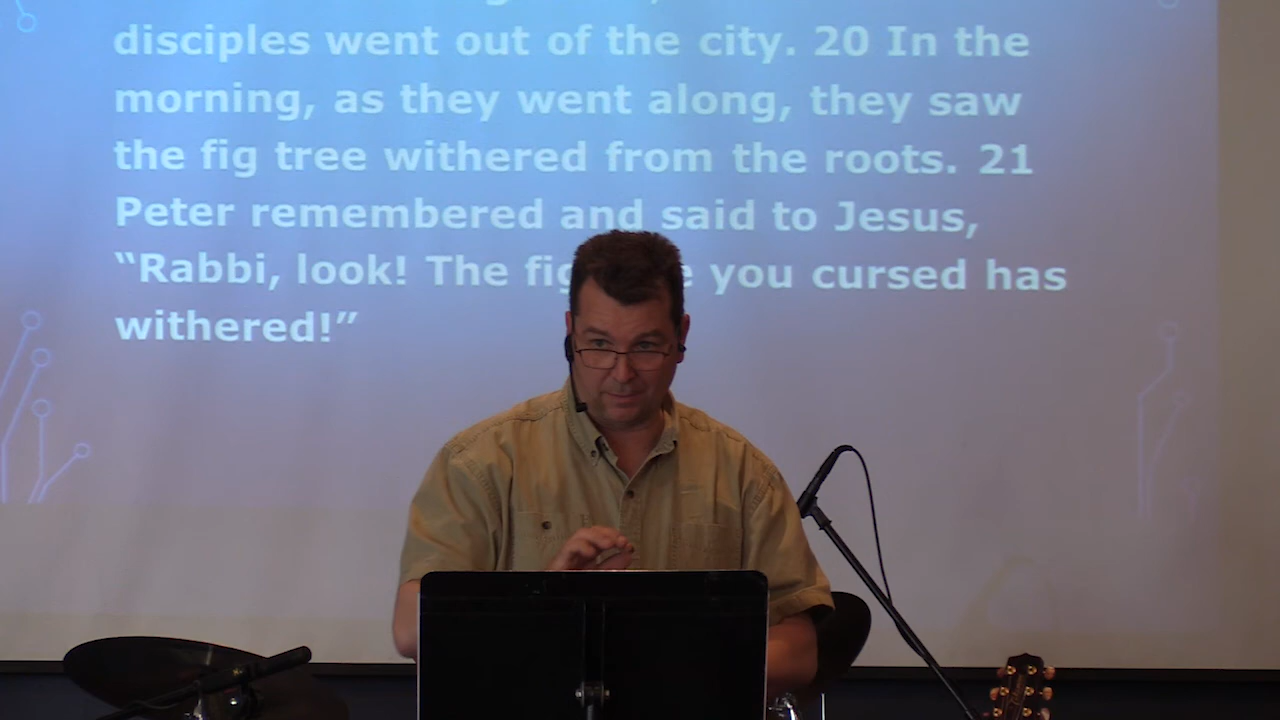 disciples went out of the city. 20 In the
morning, as they went along, they saw
the fig tree withered from the roots. 21
Peter remembered and said to Jesus,
“Rabbi, look! The fig you cursed has
withered!”